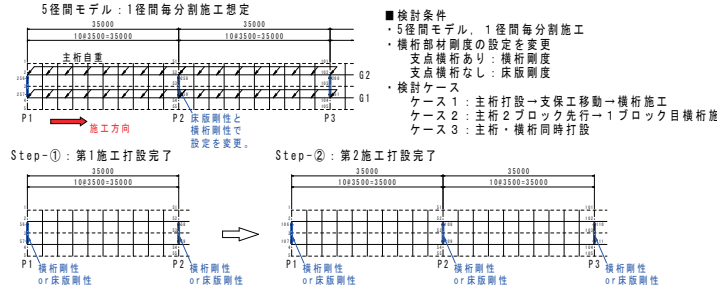 5径間モデル：1径間毎分割施工想定
35000
35000
10@3500=35000
10@3500=35000
主桁自重
G2
G1
P1
P2
P3
施工方向
床版剛性と
横桁剛性で
設定を変更。
■検討条件
・5径間モデル，1径間毎分割施工
・横桁部材剛度の設定を変更
支点横桁あり：横桁剛度
支点横桁なし：床版剛度
・検討ケース
ケース1：主桁打設→支保工移動→横桁施工
ケース2：主桁2ブロック先行→1ブロック目横桁施
ケース3：主桁・横桁同時打設
Step-①：第1施工打設完了
35000
10@3500=35000
P1
P2
横桁剛性
or床版剛性
横桁剛性
or床版剛性
Step-②：第2施工打設完了
35000
35000
10@3500=35000
10@3500=35000
P1
P2
P3
横桁剛性
or床版剛性
横桁剛性
or床版剛性
横桁剛性
or床版剛性